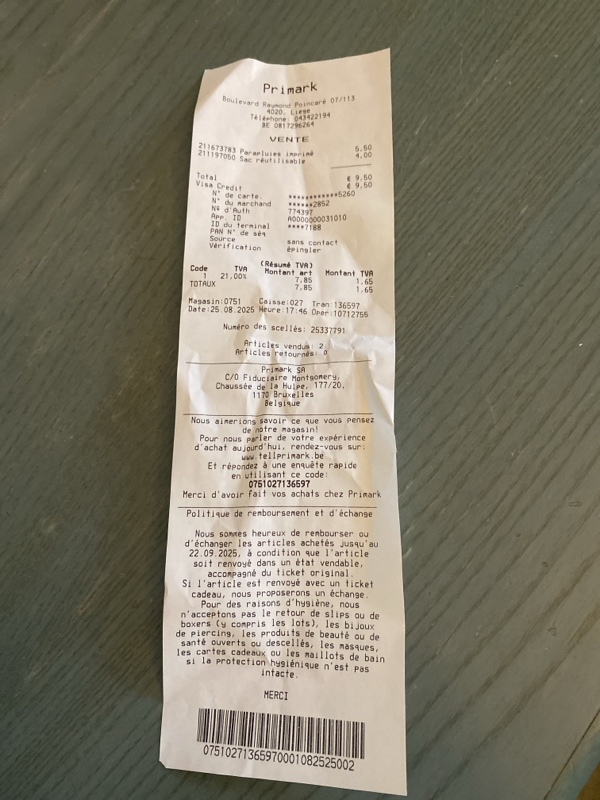 Primark
Boulevard Raymond Poincaré 07/113
4020, Liege
Téléphone: 043422194
BE 0817296264
VENTE
211673783 Parapluies imprimé 5,50
211197050 Sac réutilisable 4,00
Total € 9,50
Visa Credit € 9,50
N° de carte. ************5260
N° du marchand ******2852
Nº d'Auth 774397
App. ID A0000000031010
ID du terminal ****7188
PAN N° de séq
Source sans contact
Vérification épingler
(Résumé TVA)
Code TVA Montant art Montant TVA
1 21,00% 7,85 1,65
TOTAUX 7,85 1,65
Magasin:0751 Caisse:027 Tran:136597
Date:25.08.2025 Heure:17:46 Oper:10712755
Numéro des scellés: 25337791
Articles vendus: 2
Articles retournés: 0
Primark SA
C/O Fiduciaire Montgomery,
Chaussée de la Hulpe, 177/20,
1170 Bruxelles
Belgique
Nous aimerions savoir ce que vous pensez
de notre magasin!
Pour nous parler de votre expérience
d'achat aujourd'hui, rendez-vous sur:
www.tellprimark.be
Et répondez à une enquête rapide
en utilisant ce code:
0751027136597
Merci d'avoir fait vos achats chez Primark
Politique de remboursement et d'échange
Nous sommes heureux de rembourser ou
d'échanger les articles achetés jusqu'au
22.09.2025, à condition que l'article
soit renvoyé dans un état vendable,
accompagné du ticket original.
Si l'article est renvoyé avec un ticket
cadeau, nous proposerons un échange.
Pour des raisons d'hygiène, nous
n'acceptons pas le retour de slips ou de
boxers (y compris les lots), les bijoux
de piercing, les produits de beauté ou de
santé ouverts ou descellés, les masques,
les cartes cadeaux ou les maillots de bain
si la protection hygiénique n'est pas
intacte.
MERCI
07510271365970001082525002